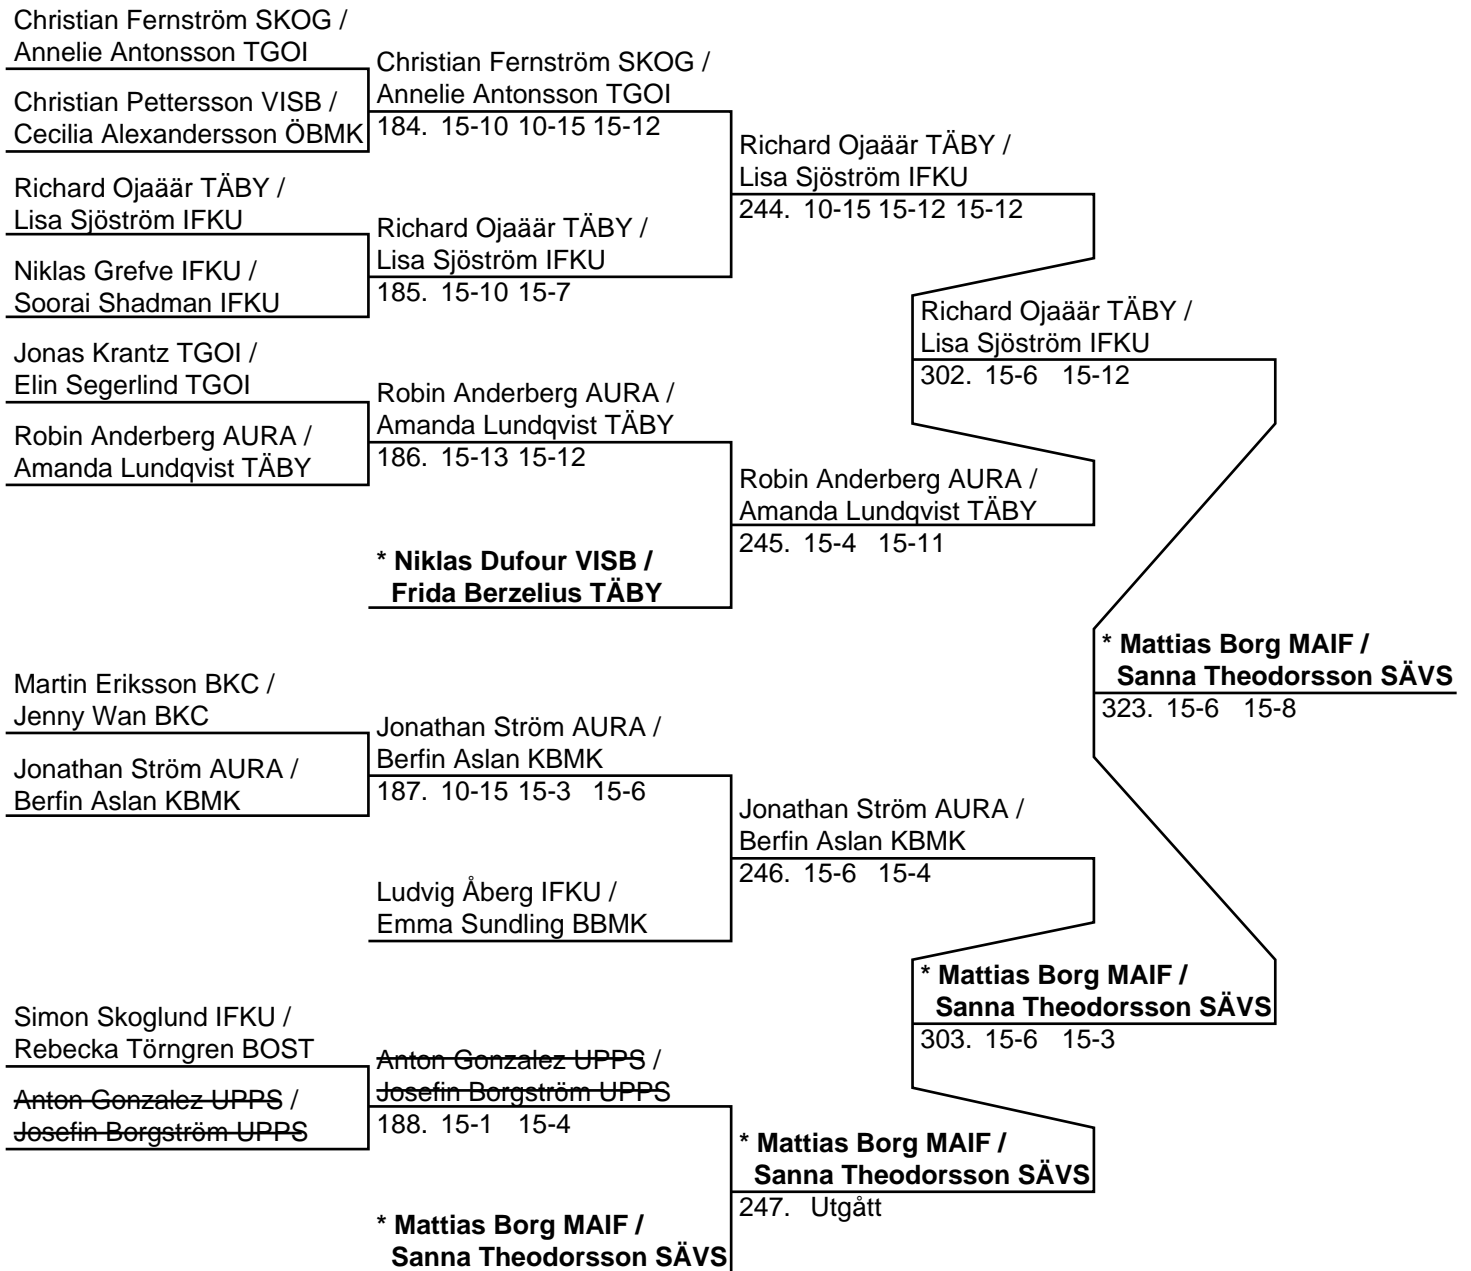 Christian Fernström SKOG /
Annelie Antonsson TGOI
Christian Pettersson VISB /
Cecilia Alexandersson ÖBMK
Richard Ojaäär TÄBY /
Lisa Sjöström IFKU
Niklas Grefve IFKU /
Soorai Shadman IFKU
Jonas Krantz TGOI /
Elin Segerlind TGOI
Robin Anderberg AURA /
Amanda Lundqvist TÄBY
Martin Eriksson BKC /
Jenny Wan BKC
Jonathan Ström AURA /
Berfin Aslan KBMK
Simon Skoglund IFKU /
Rebecka Törngren BOST
Anton Gonzalez UPPS /
Josefin Borgström UPPS
Christian Fernström SKOG /
Annelie Antonsson TGOI
184. 15-10 10-15 15-12
Richard Ojaäär TÄBY /
Lisa Sjöström IFKU
185. 15-10 15-7
Robin Anderberg AURA /
Amanda Lundqvist TÄBY
186. 15-13 15-12
* Niklas Dufour VISB /
Frida Berzelius TÄBY
Jonathan Ström AURA /
Berfin Aslan KBMK
187. 10-15 15-3 15-6
Ludvig Åberg IFKU /
Emma Sundling BBMK
Anton Gonzalez UPPS /
Josefin Borgström UPPS
188. 15-1 15-4
* Mattias Borg MAIF /
Sanna Theodorsson SÄVS
Richard Ojaäär TÄBY /
Lisa Sjöström IFKU
244. 10-15 15-12 15-12
Robin Anderberg AURA /
Amanda Lundqvist TÄBY
245. 15-4 15-11
Jonathan Ström AURA /
Berfin Aslan KBMK
246. 15-6 15-4
* Mattias Borg MAIF /
Sanna Theodorsson SÄVS
247. Utgått
Richard Ojaäär TÄBY /
Lisa Sjöström IFKU
302. 15-6 15-12
* Mattias Borg MAIF /
Sanna Theodorsson SÄVS
303. 15-6 15-3
* Mattias Borg MAIF /
Sanna Theodorsson SÄVS
323. 15-6 15-8